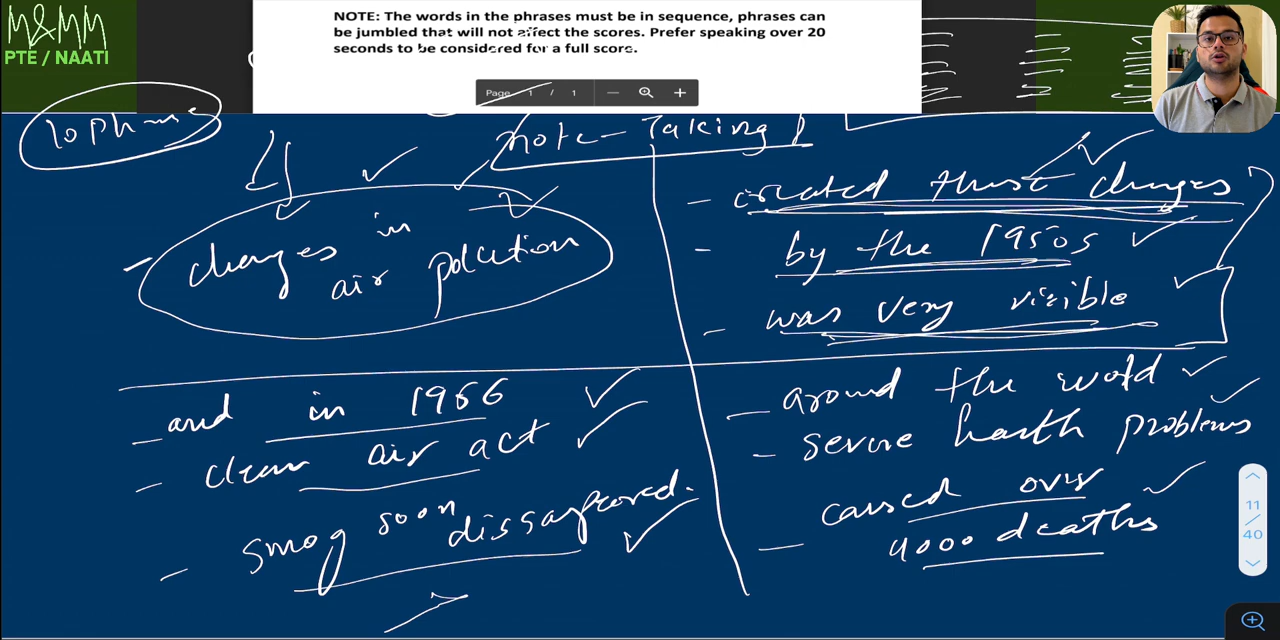 M&MM
PTE / NAATI
NOTE: The words in the phrases must be in sequence, phrases can
be jumbled that will not affect the scores. Prefer speaking over 20
seconds to be considered for a full score.
Page 1 / 1
Note-Taking
- changes in
in
air pollution
- created these changes
- by the 1950s
- was very visible
- and in 1956
- clean air act
- smog soon
dissappeared.
- around the world
- severe health problems
- caused over
4000 deaths
11
/
40